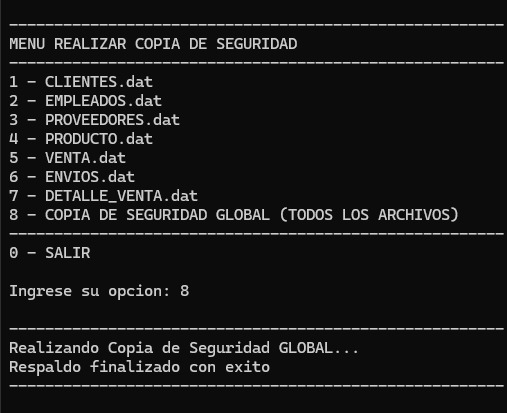 -------------------------------------------------------
MENU REALIZAR COPIA DE SEGURIDAD
-------------------------------------------------------
1 - CLIENTES.dat
2 - EMPLEADOS.dat
3 - PROVEEDORES.dat
4 - PRODUCTO.dat
5 - VENTA.dat
6 - ENVIOS.dat
7 - DETALLE_VENTA.dat
8 - COPIA DE SEGURIDAD GLOBAL (TODOS LOS ARCHIVOS)
-------------------------------------------------------
0 - SALIR
Ingrese su opcion: 8
-------------------------------------------------------
Realizando Copia de Seguridad GLOBAL...
Respaldo finalizado con exito
-------------------------------------------------------